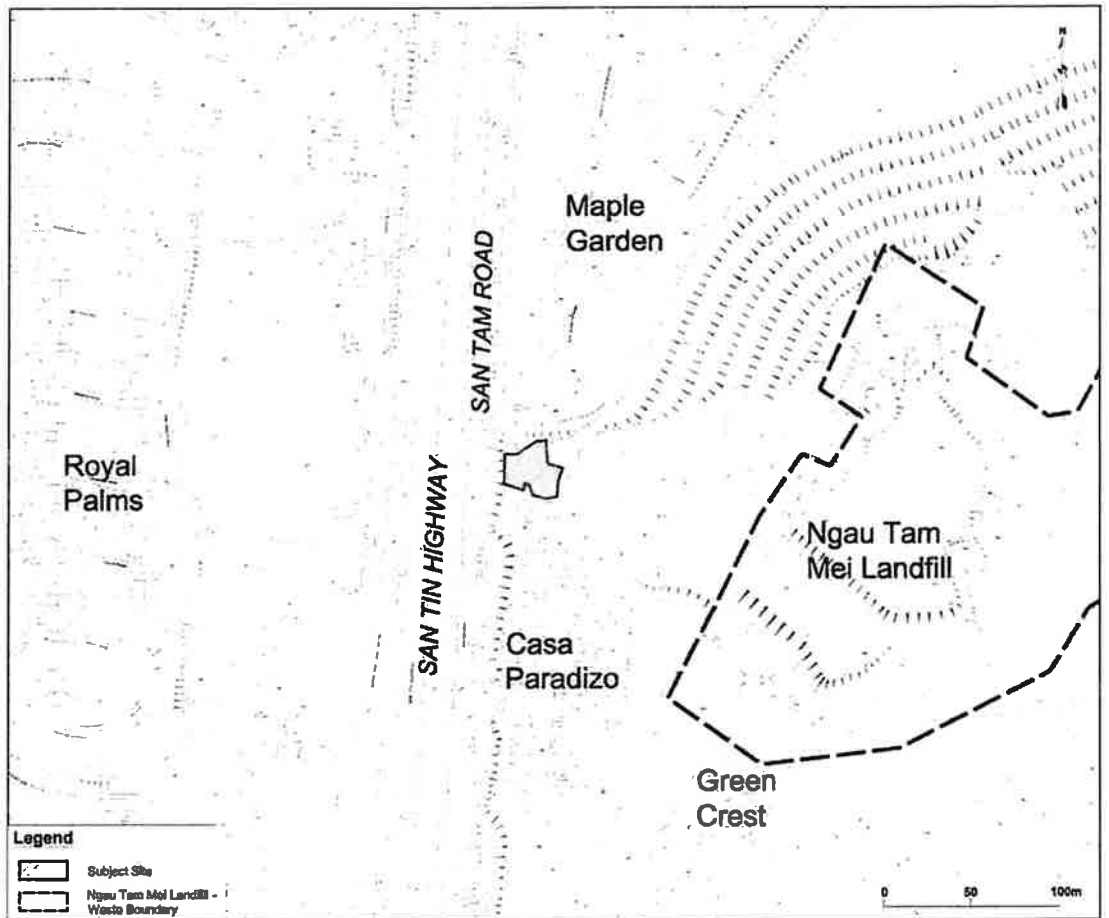 N
Maple
Garden
SAN TAM ROAD
Royal
Palms
SAN TIN HIGHWAY
Ngau Tam
Mei Landfill
Casa
Paradizo
Green
Crest
Legend
Subject Site
Ngau Tam Mei Landfill -
Waste Boundary
0 50 100m